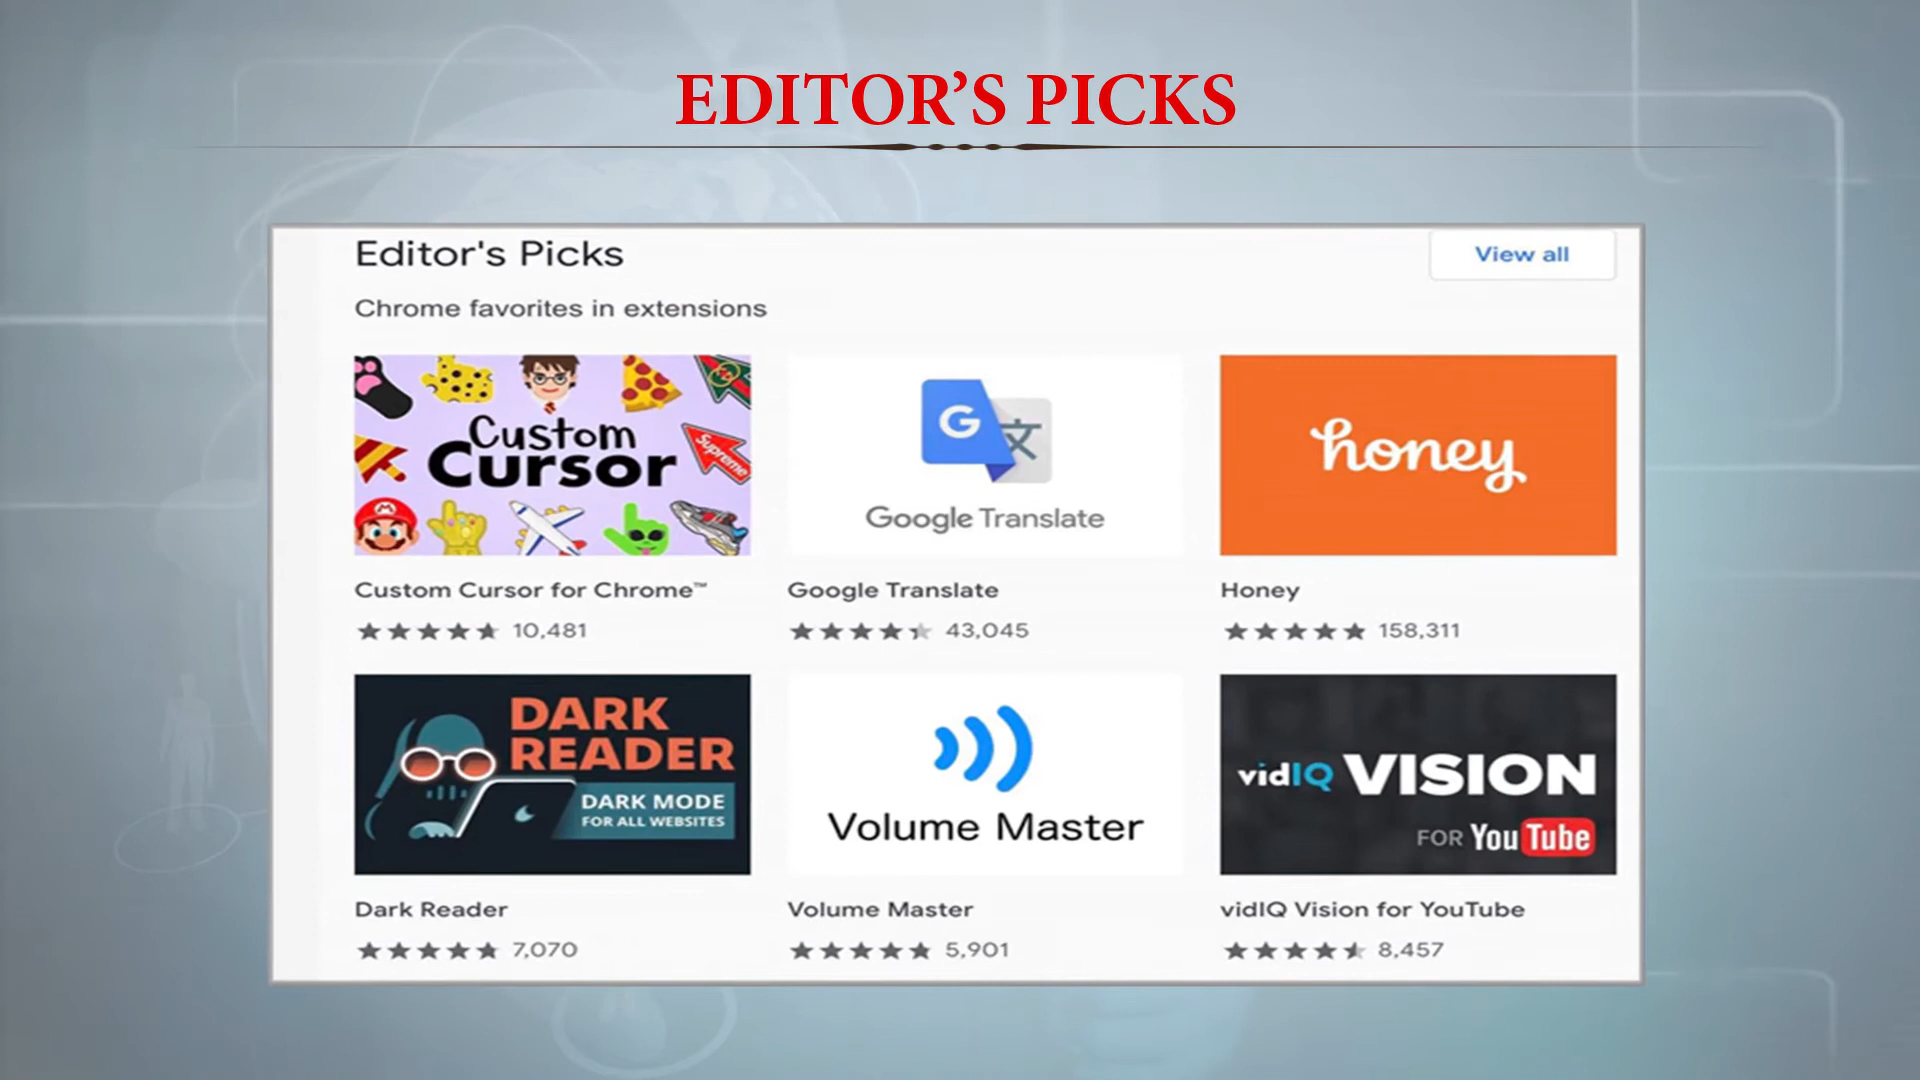 EDITOR’S PICKS
Editor's Picks
View all
Chrome favorites in extensions
Custom
Cursor
Supreme
G 文
Google Translate
honey
Custom Cursor for Chrome™
10,481
Google Translate
43,045
Honey
158,311
DARK
READER
DARK MODE
FOR ALL WEBSITES
Volume Master
vidIQ VISION
FOR YouTube
Dark Reader
7,070
Volume Master
5,901
vidIQ Vision for YouTube
8,457